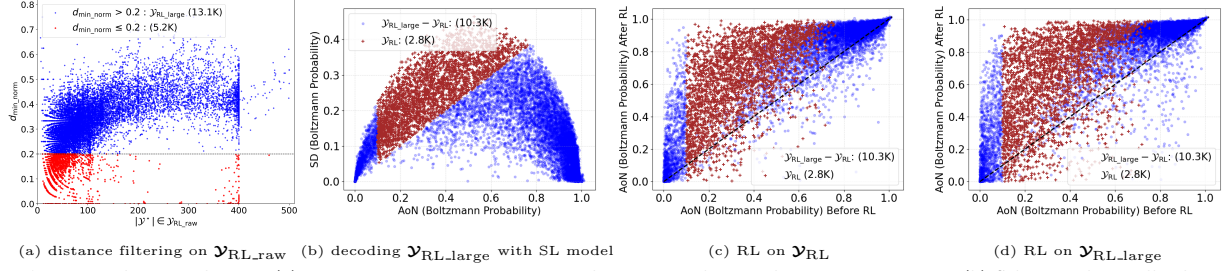 d_min_norm > 0.2 : 𝒴_RL_large (13.1K)
d_min_norm ≤ 0.2 : (5.2K)
0.8
0.7
0.6
0.5
0.4
0.3
0.2
0.1
0.0
d_min_norm
0 100 200 300 400 500
|y*| ∈ 𝒴_RL_raw
(a) distance filtering on 𝒴_RL_raw
𝒴_RL_large − 𝒴_RL: (10.3K)
𝒴_RL: (2.8K)
SD (Boltzmann Probability)
0.4
0.3
0.2
0.1
0.0
0.0 0.2 0.4 0.6 0.8 1.0
AoN (Boltzmann Probability)
(b) decoding 𝒴_RL_large with SL model
AoN (Boltzmann Probability) After RL
1.0
0.8
0.6
0.4
0.2
0.0
𝒴_RL_large − 𝒴_RL: (10.3K)
𝒴_RL (2.8K)
0.0 0.2 0.4 0.6 0.8 1.0
AoN (Boltzmann Probability) Before RL
(c) RL on 𝒴_RL
AoN (Boltzmann Probability) After RL
1.0
0.8
0.6
0.4
0.2
0.0
𝒴_RL_large − 𝒴_RL: (10.3K)
𝒴_RL (2.8K)
0.0 0.2 0.4 0.6 0.8 1.0
AoN (Boltzmann Probability) Before RL
(d) RL on 𝒴_RL_large